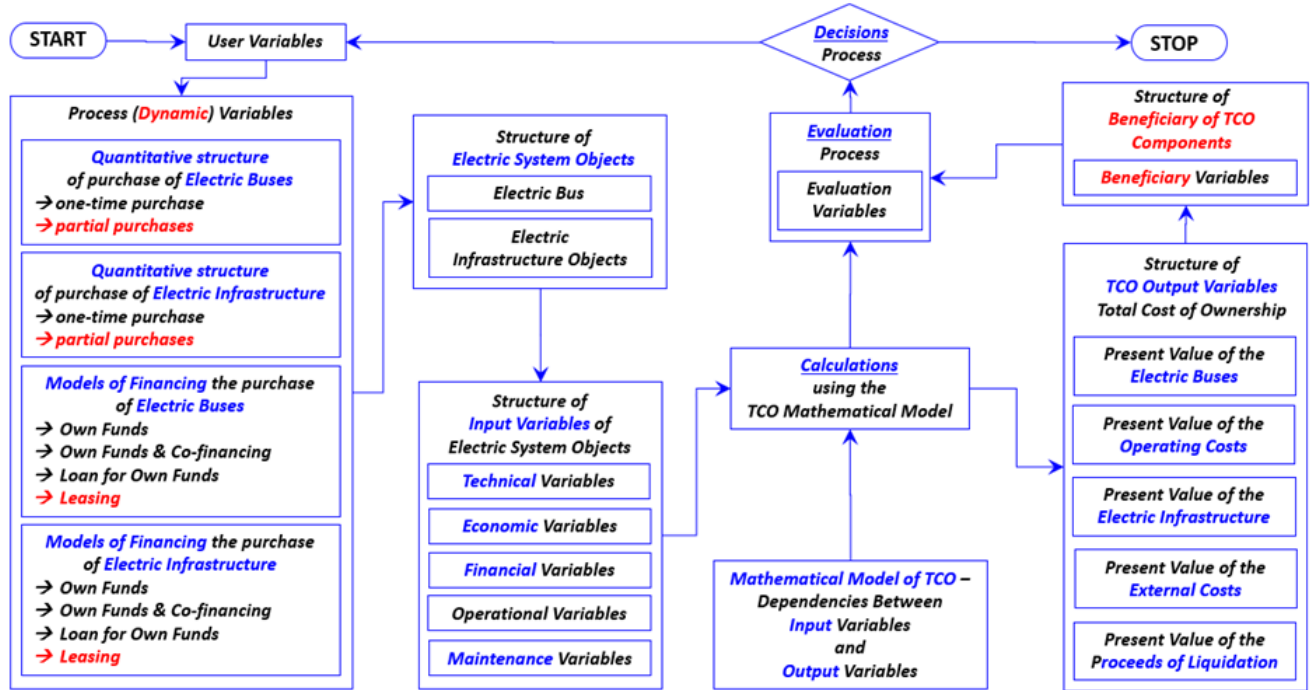 START
User Variables
Decisions
Process
STOP
Process (Dynamic) Variables
Quantitative structure
of purchase of Electric Buses
→ one-time purchase
→ partial purchases
Quantitative structure
of purchase of Electric Infrastructure
→ one-time purchase
→ partial purchases
Models of Financing the purchase
of Electric Buses
→ Own Funds
→ Own Funds & Co-financing
→ Loan for Own Funds
→ Leasing
Models of Financing the purchase
of Electric Infrastructure
→ Own Funds
→ Own Funds & Co-financing
→ Loan for Own Funds
→ Leasing
Structure of
Electric System Objects
Electric Bus
Electric
Infrastructure Objects
Structure of
Input Variables of
Electric System Objects
Technical Variables
Economic Variables
Financial Variables
Operational Variables
Maintenance Variables
Evaluation
Process
Evaluation
Variables
Calculations
using the
TCO Mathematical Model
Mathematical Model of TCO –
Dependencies Between
Input Variables
and
Output Variables
Structure of
Beneficiary of TCO
Components
Beneficiary Variables
Structure of
TCO Output Variables
Total Cost of Ownership
Present Value of the
Electric Buses
Present Value of the
Operating Costs
Present Value of the
Electric Infrastructure
Present Value of the
External Costs
Present Value of the
Proceeds of Liquidation